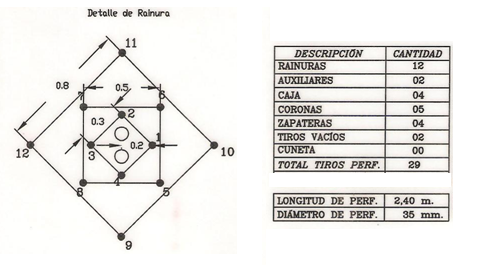 Detalle de Rainura
11
0.8
0.5
7
6
0.3
2
12
3
0.2
1
10
4
8
5
9
DESCRIPCIÓN CANTIDAD
RAINURAS 12
AUXILIARES 02
CAJA 04
CORONAS 05
ZAPATERAS 04
TIROS VACÍOS 02
CUNETA 00
TOTAL TIROS PERF. 29
LONGITUD DE PERF. 2,40 m.
DIÁMETRO DE PERF. 35 mm.